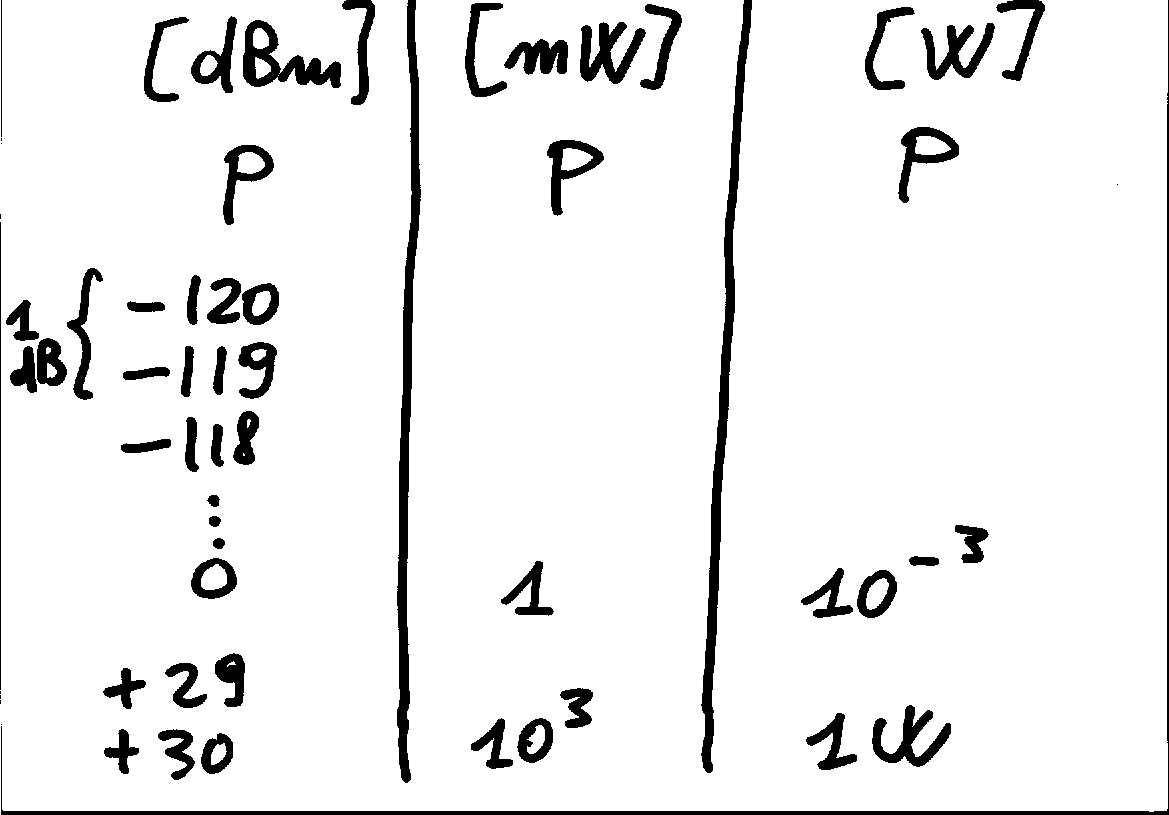 [dBm] [mW] [W]
P P P
1 dB { -120
-119
-118
⋮
0 1 10⁻³
+29
+30 10³ 1W